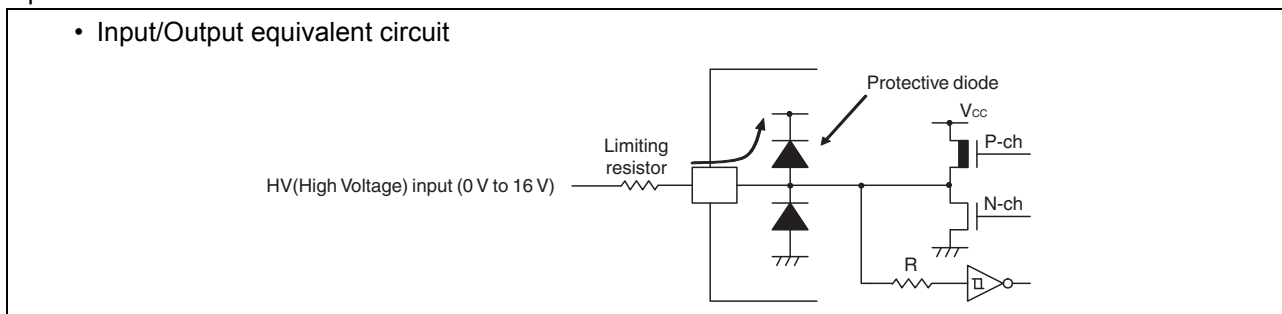 • Input/Output equivalent circuit
Protective diode
Vcc
P-ch
Limiting
resistor
HV(High Voltage) input (0 V to 16 V)
N-ch
R